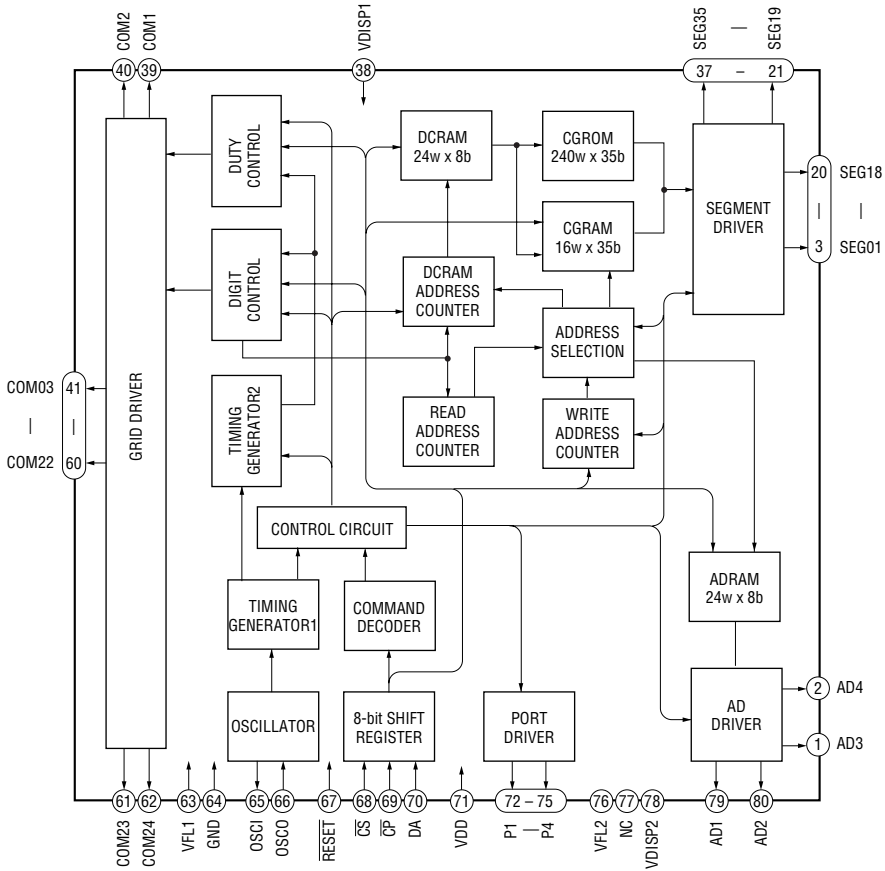 COM2
COM1
VDISP1
SEG35
—
SEG19
40
39
38
37 – 21
DUTY
CONTROL
DCRAM
24w x 8b
CGROM
240w x 35b
SEGMENT
DRIVER
20
SEG18
|
|
3
SEG01
CGRAM
16w x 35b
DIGIT
CONTROL
DCRAM
ADDRESS
COUNTER
ADDRESS
SELECTION
GRID DRIVER
COM03
41
|
|
COM22
60
TIMING
GENERATOR2
READ
ADDRESS
COUNTER
WRITE
ADDRESS
COUNTER
CONTROL CIRCUIT
TIMING
GENERATOR1
COMMAND
DECODER
ADRAM
24w x 8b
OSCILLATOR
8-bit SHIFT
REGISTER
PORT
DRIVER
AD
DRIVER
2
AD4
1
AD3
61
62
63
64
65
66
67
68
69
70
71
72 – 75
76
77
78
79
80
COM23
COM24
VFL1
GND
OSCI
OSCO
RESET
CS
CP
DA
VDD
P1
—
P4
VFL2
NC
VDISP2
AD1
AD2